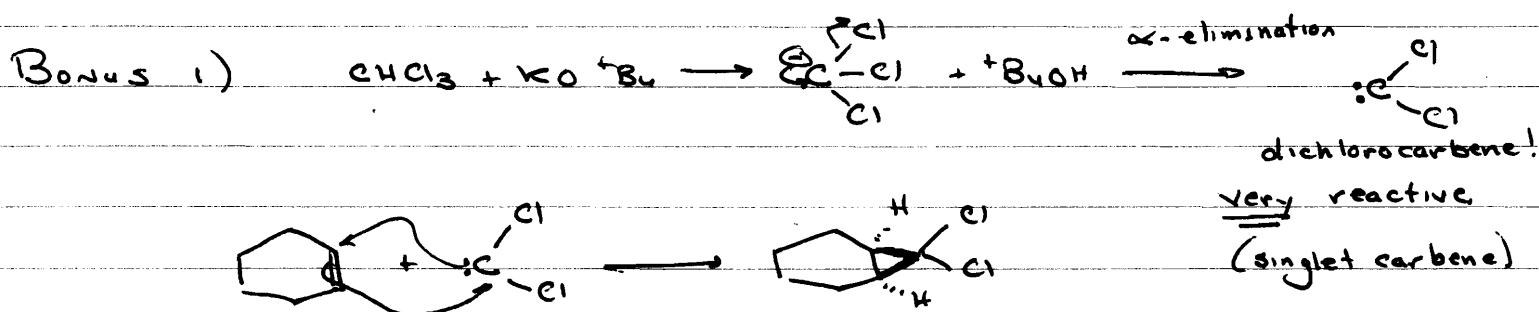 Bonus 1) CHCl3 + KO tBu → ⊖:C Cl –Cl Cl + tBuOH α-elimination → :C Cl Cl
dichlorocarbene!
very reactive
(singlet carbene)
+ :C Cl Cl → H Cl Cl H